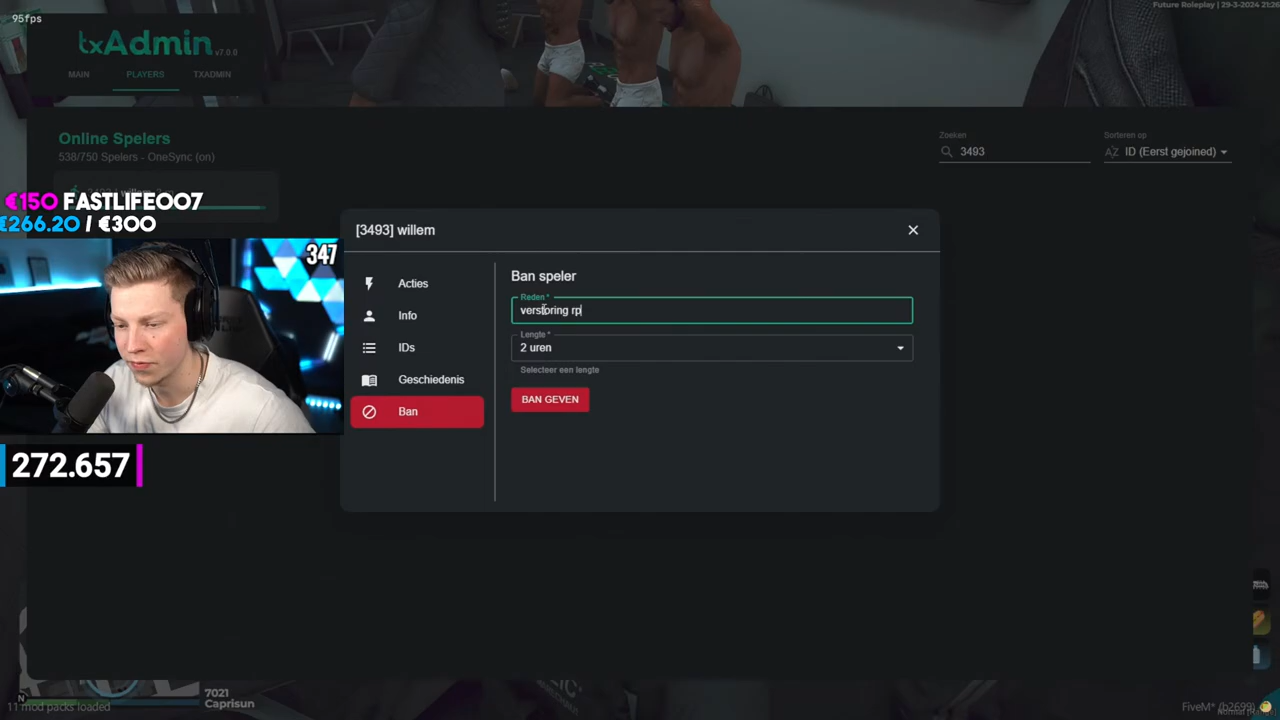 95fps
Future Roleplay | 29-3-2024 21:26
txAdmin v7.0.0
MAIN PLAYERS TXADMIN
Online Spelers
538/750 Spelers - OneSync (on)
Zoeken
3493
Sorteren op
ID (Eerst gejoined)
€150 FASTLIFE007
€266.20 / €300
347
[3493] willem
Acties
Info
IDs
Geschiedenis
Ban
Ban speler
Reden *
verstoring rp
Lengte *
2 uren
Selecteer een lengte
BAN GEVEN
272.657
N
7021
Caprisun
11 mod packs loaded
FiveM* (b2699)